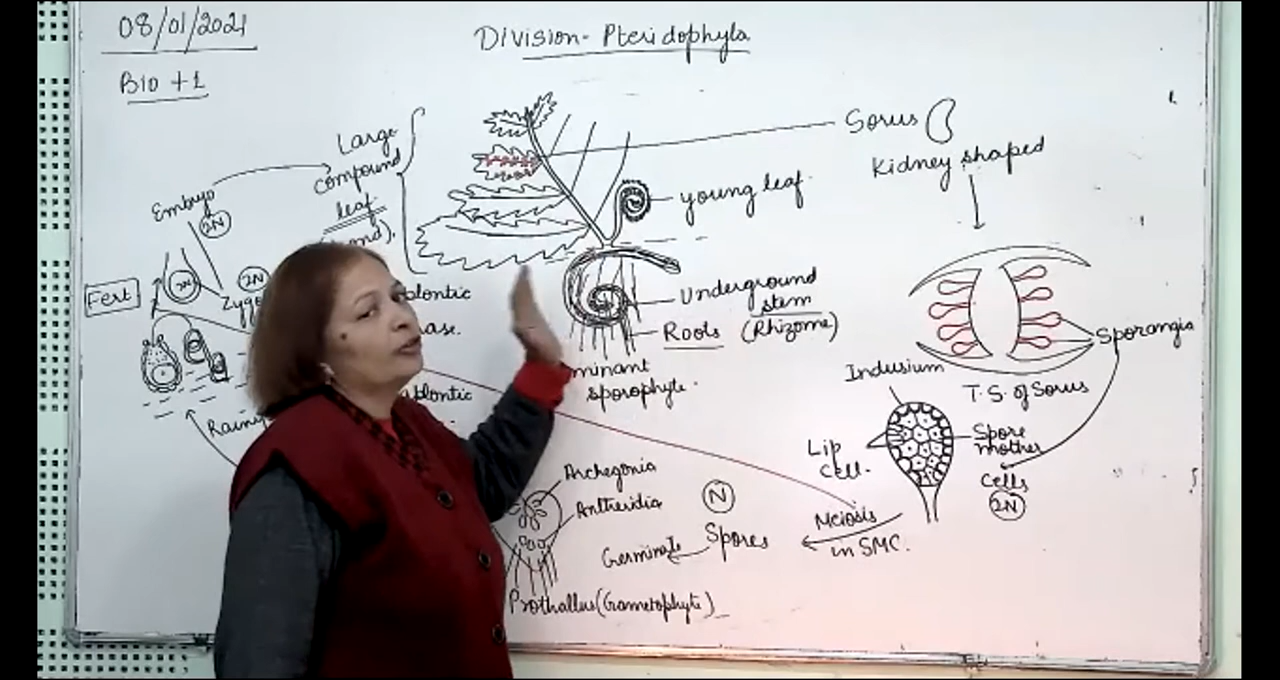 08/01/2021
Bio +1
Division- Pteridophyta
Large
compound
leaf
Sorus
Kidney shaped
young leaf
Embryo
2N
Fert
2N
2N
Underground
stem
(Rhizome)
Roots
Sporangia
T.S. of Sorus
sporophyte.
Indusium
Lip
cell.
Spore
mother
cells
2N
Archegonia
Antheridia
N
Spores
Germinate
Meiosis
in SMC.
Prothallus (Gametophyte)